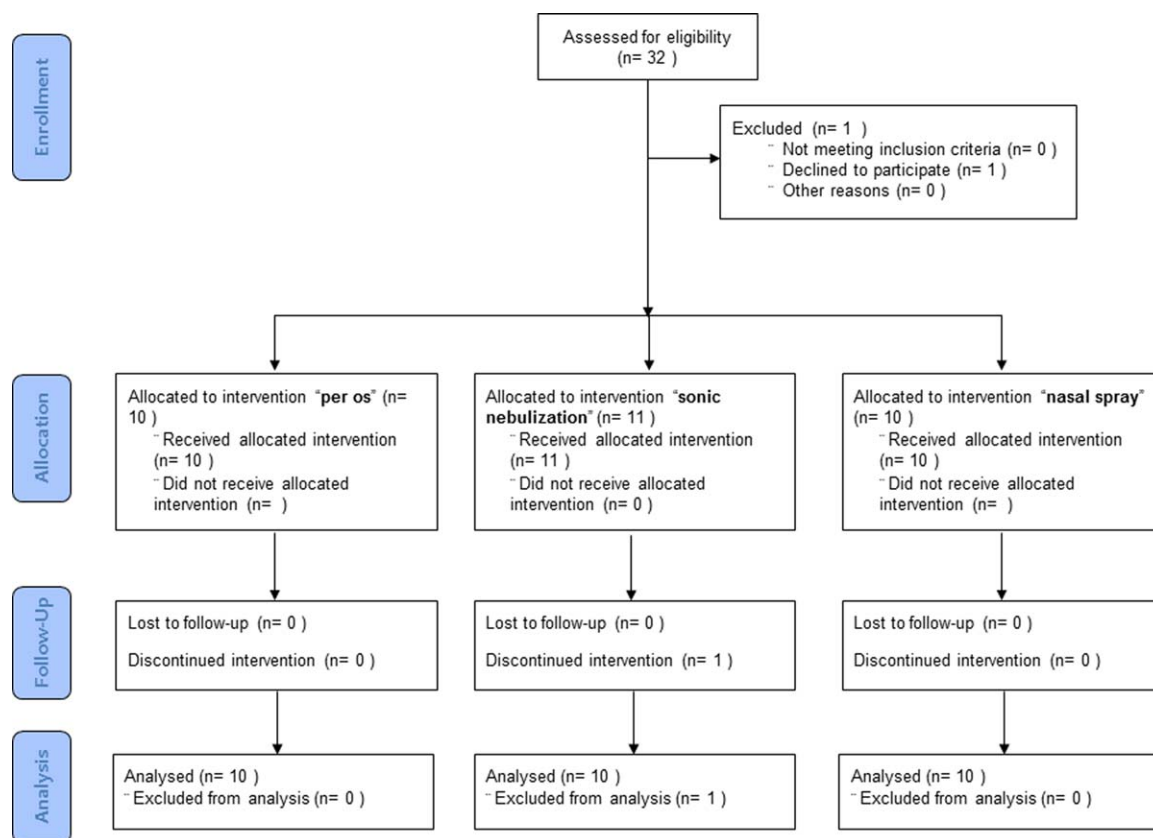 Enrollment
Assessed for eligibility
(n= 32 )
Excluded (n= 1 )
¨ Not meeting inclusion criteria (n= 0 )
¨ Declined to participate (n= 1 )
¨ Other reasons (n= 0 )
Allocation
Allocated to intervention “per os” (n=
10 )
¨ Received allocated intervention
(n= 10 )
¨ Did not receive allocated
intervention (n= )
Allocated to intervention “sonic
nebulization” (n= 11 )
¨ Received allocated intervention
(n= 11 )
¨ Did not receive allocated
intervention (n= 0 )
Allocated to intervention “nasal spray”
(n= 10 )
¨ Received allocated intervention
(n= 10 )
¨ Did not receive allocated
intervention (n= )
Follow-Up
Lost to follow-up (n= 0 )
Discontinued intervention (n= 0 )
Lost to follow-up (n= 0 )
Discontinued intervention (n= 1 )
Lost to follow-up (n= 0 )
Discontinued intervention (n= 0 )
Analysis
Analysed (n= 10 )
¨ Excluded from analysis (n= 0 )
Analysed (n= 10 )
¨ Excluded from analysis (n= 1 )
Analysed (n= 10 )
¨ Excluded from analysis (n= 0 )